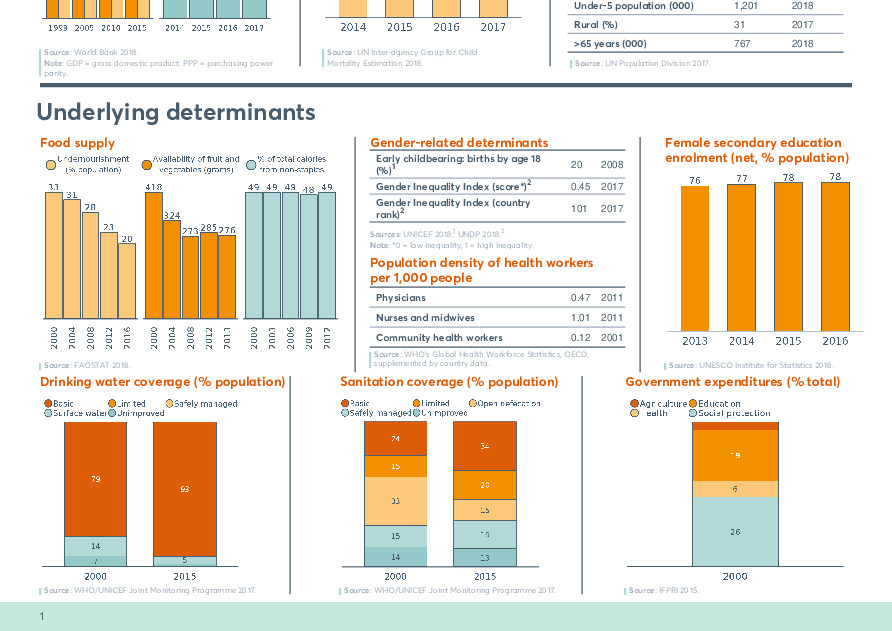 1999 2005 2010 2015
2014 2015 2016 2017
Source: World Bank 2018.
Note: GDP = gross domestic product. PPP = purchasing power
parity.
2014 2015 2016 2017
Source: UN Inter-agency Group for Child
Mortality Estimation 2018.
Under-5 population (000) 1,201 2018
Rural (%) 31 2017
>65 years (000) 767 2018
Source: UN Population Division 2017.
Underlying determinants
Food supply
Undernourishment
(% population)
Availability of fruit and
vegetables (grams)
% of total calories
from non-staples
33 31 28 23 20
418 324 273 285 276
49 49 49 48 49
2000 2004 2008 2012 2016
2000 2004 2008 2012 2013
2000 2003 2006 2009 2012
Source: FAOSTAT 2018.
Gender-related determinants
Early childbearing: births by age 18
(%)1 20 2008
Gender Inequality Index (score*)2 0.45 2017
Gender Inequality Index (country
rank)2 101 2017
Sources: UNICEF 2018,1 UNDP 2018.2
Note: *0 = low inequality, 1 = high inequality.
Population density of health workers
per 1,000 people
Physicians 0.47 2011
Nurses and midwives 1.01 2011
Community health workers 0.12 2001
Source: WHO's Global Health Workforce Statistics, OECD,
supplemented by country data.
Female secondary education
enrolment (net, % population)
76 77 78 78
2013 2014 2015 2016
Source: UNESCO Institute for Statistics 2018.
Drinking water coverage (% population)
Basic Limited Safely managed
Surface water Unimproved
79 93
14
7 5
2000 2015
Source: WHO/UNICEF Joint Monitoring Programme 2017.
Sanitation coverage (% population)
Basic Limited Open defecation
Safely managed Unimproved
24 34
15 20
33 15
15 19
14 13
2000 2015
Source: WHO/UNICEF Joint Monitoring Programme 2017.
Government expenditures (% total)
Agriculture Education
Health Social protection
19
6
26
2000
Source: IFPRI 2015.
1